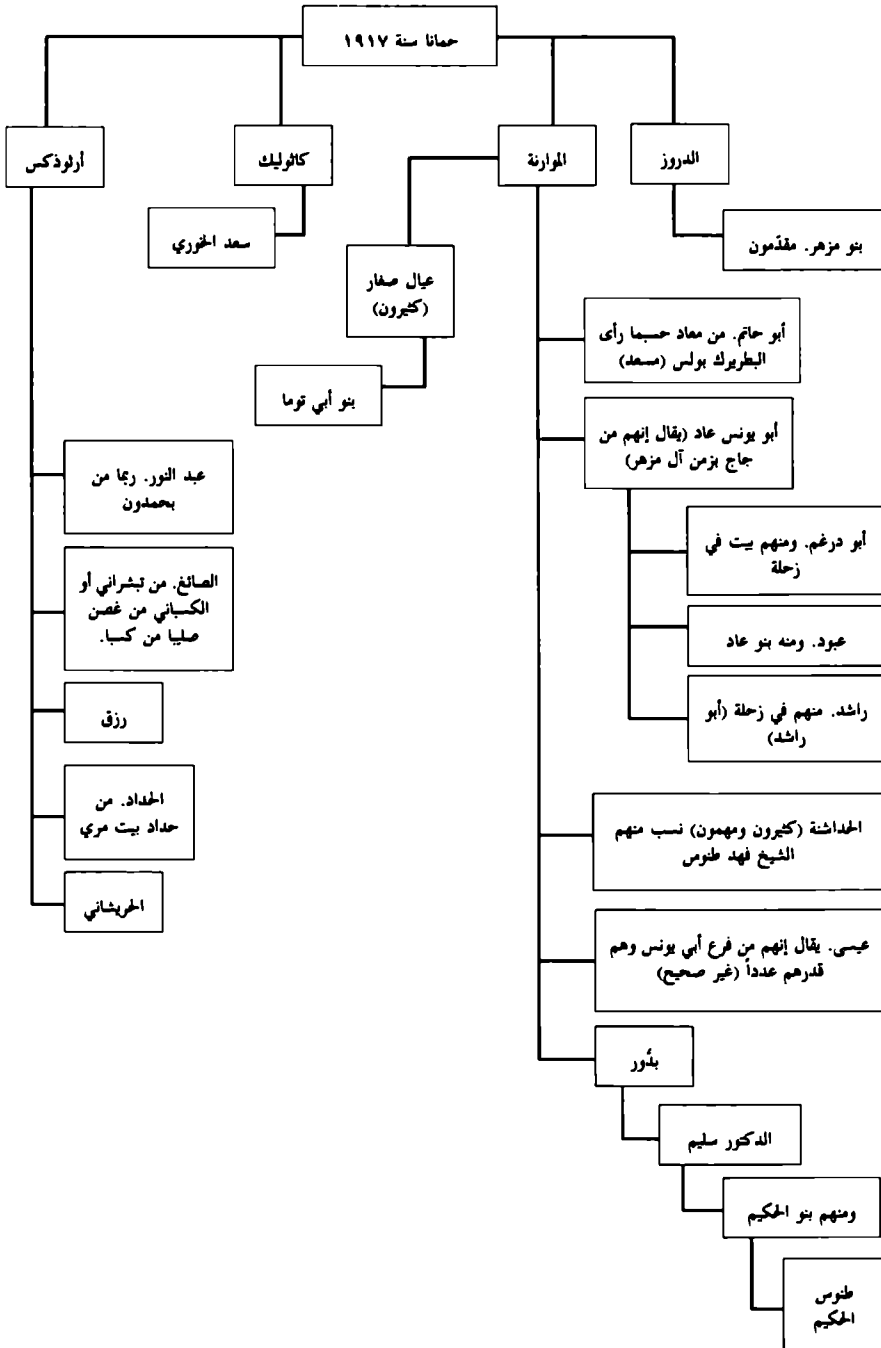 حمانا سنة ١٩١٧
الدروز
بنو مزهر. مقدّمون
الموارنة
أبو حاتم. من معاد حسبما رأى
البطريرك بولس (مسعد)
أبو يونس عاد (يقال إنهم من
جاج بزمن آل مزهر)
أبو درغم. ومنهم بيت في
زحلة
عبود. ومنه بنو عاد
راشد. منهم في زحلة (أبو
راشد)
الحداشنة (كثيرون ومهمون) نسب منهم
الشيخ فهد طنوس
عيسى. يقال إنهم من فرع أبي يونس وهم
قدرهم عدداً (غير صحيح)
بدّور
الدكتور سليم
ومنهم بنو الحكيم
طنوس
الحكيم
عيال صغار
(كثيرون)
بنو أبي توما
كاثوليك
سعد الخوري
أرثوذكس
عبد النور. ربما من
بحمدون
الصائغ. من تبشراني أو
الكسباني من غصن
صليبا من كسبا.
رزق
الحداد. من
حداد بيت مري
الحريشاني